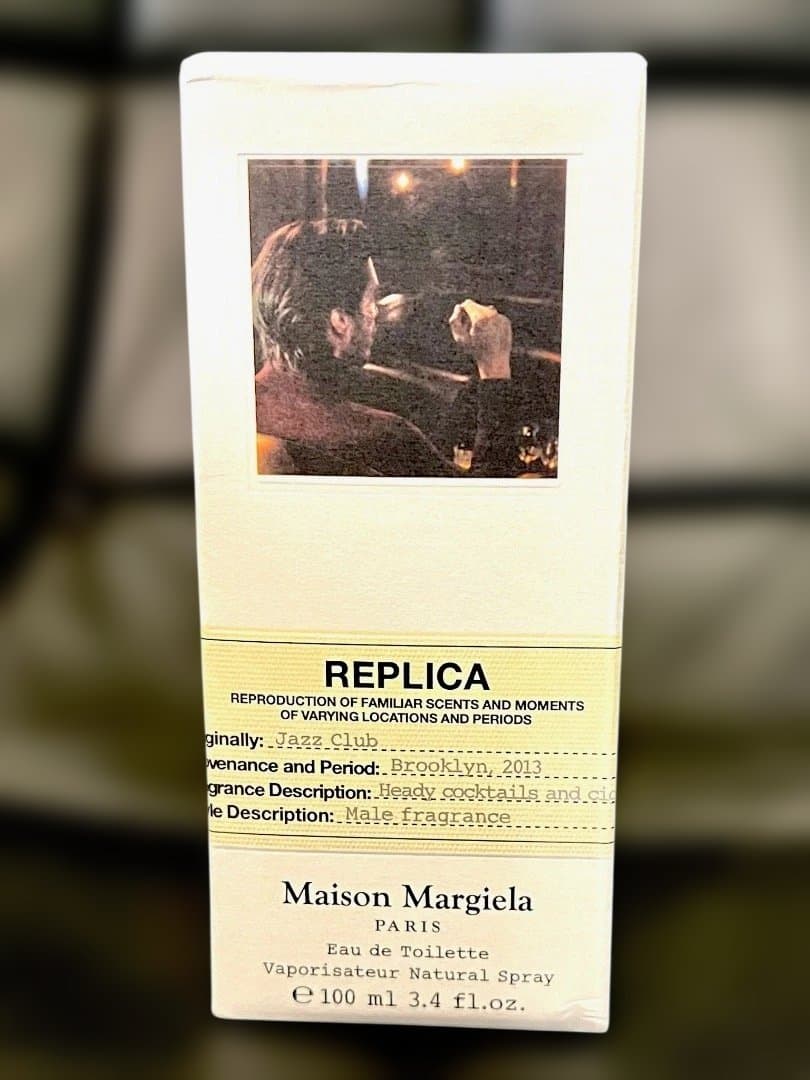 REPLICA
REPRODUCTION OF FAMILIAR SCENTS AND MOMENTS
OF VARYING LOCATIONS AND PERIODS
ginally: Jazz Club
venance and Period: Brooklyn, 2013
grance Description: Heady cocktails and cig
le Description: Male fragrance
Maison Margiela
PARIS
Eau de Toilette
Vaporisateur Natural Spray
℮ 100 ml 3.4 fl.oz.